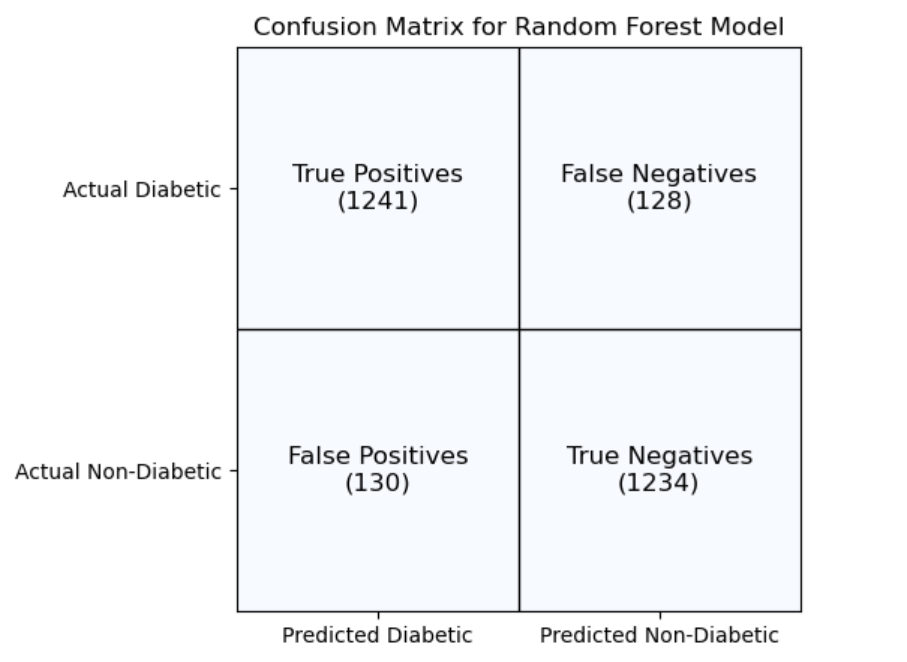 Confusion Matrix for Random Forest Model
Actual Diabetic
True Positives
(1241)
False Negatives
(128)
Actual Non-Diabetic
False Positives
(130)
True Negatives
(1234)
Predicted Diabetic
Predicted Non-Diabetic